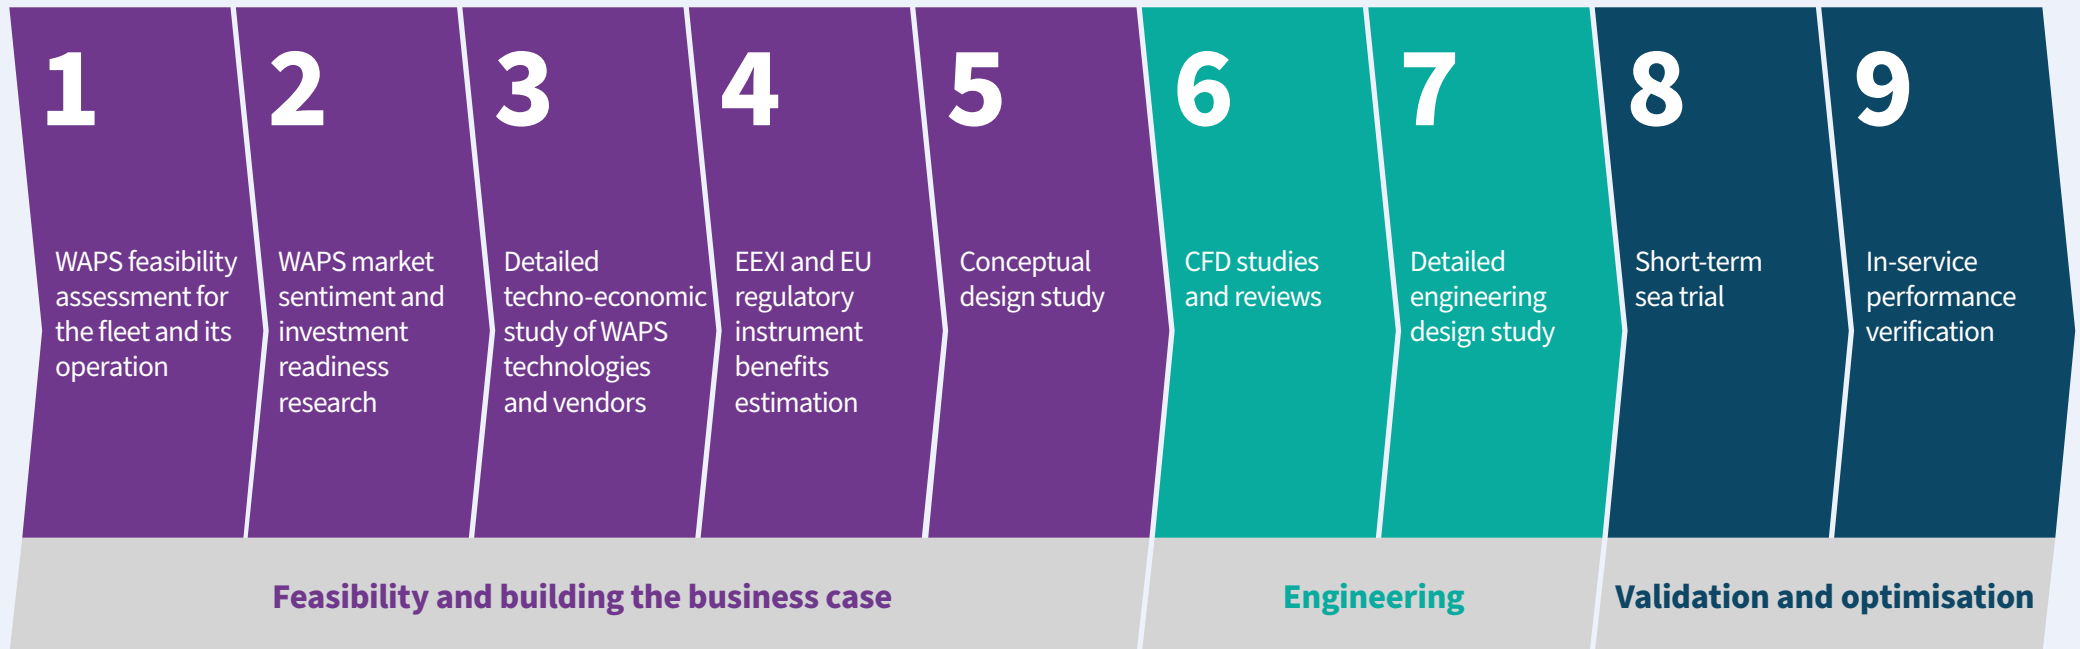 1
WAPS feasibility
assessment for
the fleet and its
operation
2
WAPS market
sentiment and
investment
readiness
research
3
Detailed
techno-economic
study of WAPS
technologies
and vendors
4
EEXI and EU
regulatory
instrument
benefits
estimation
5
Conceptual
design study
6
CFD studies
and reviews
7
Detailed
engineering
design study
8
Short-term
sea trial
9
In-service
performance
verification
Feasibility and building the business case
Engineering
Validation and optimisation